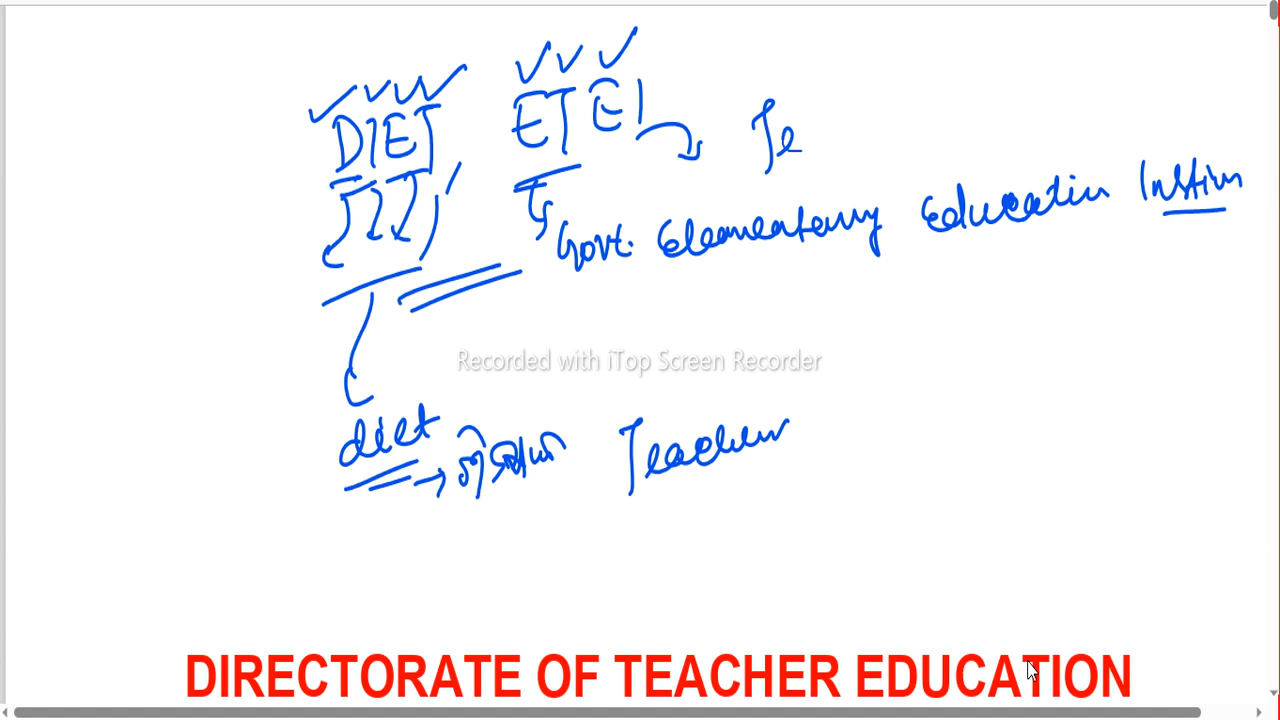 DIET ETEI
Te
Govt. Elementary Education Institu
Recorded with iTop Screen Recorder
diet
Teacher
DIRECTORATE OF TEACHER EDUCATION